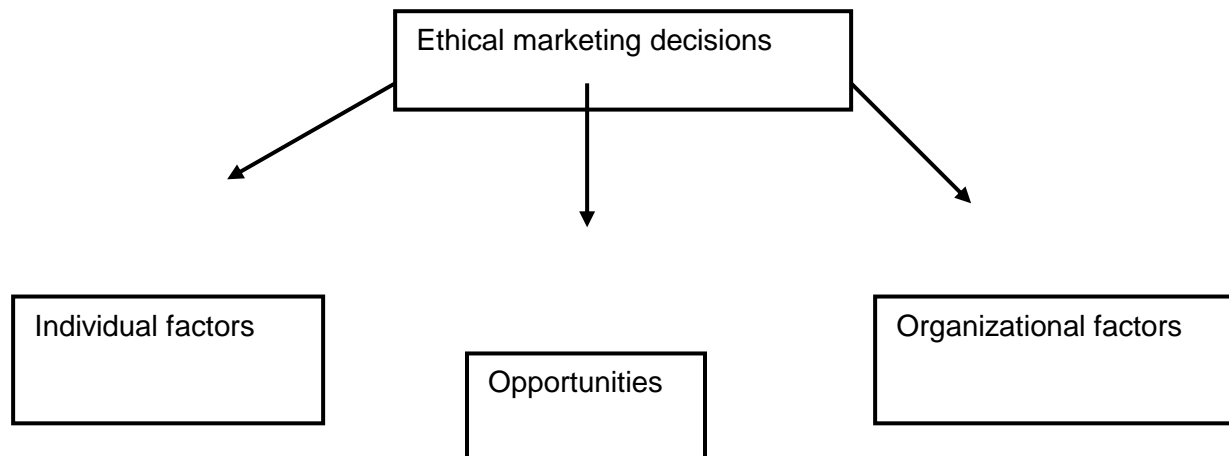 Ethical marketing decisions
Individual factors
Opportunities
Organizational factors